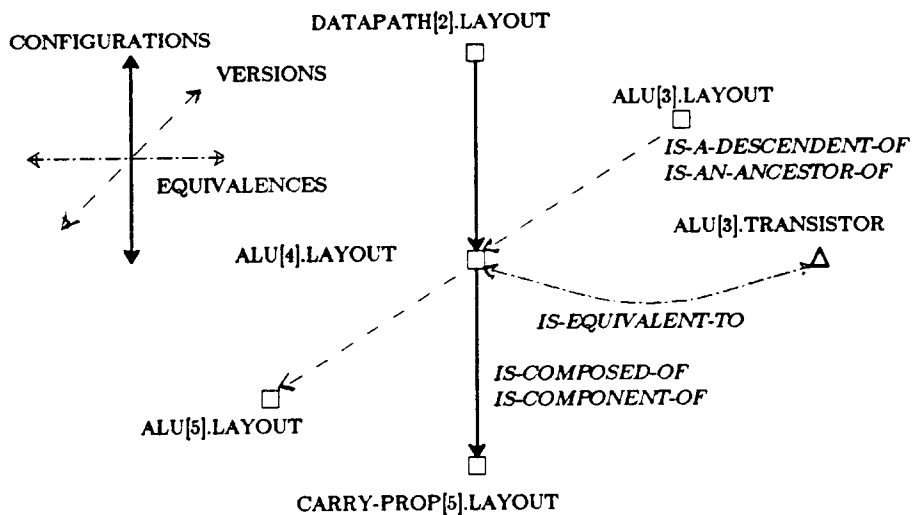 DATAPATH[2].LAYOUT
CONFIGURATIONS
VERSIONS
ALU[3].LAYOUT
IS-A-DESCENDENT-OF
IS-AN-ANCESTOR-OF
EQUIVALENCES
ALU[3].TRANSISTOR
ALU[4].LAYOUT
IS-EQUIVALENT-TO
IS-COMPOSED-OF
IS-COMPONENT-OF
ALU[5].LAYOUT
CARRY-PROP[5].LAYOUT